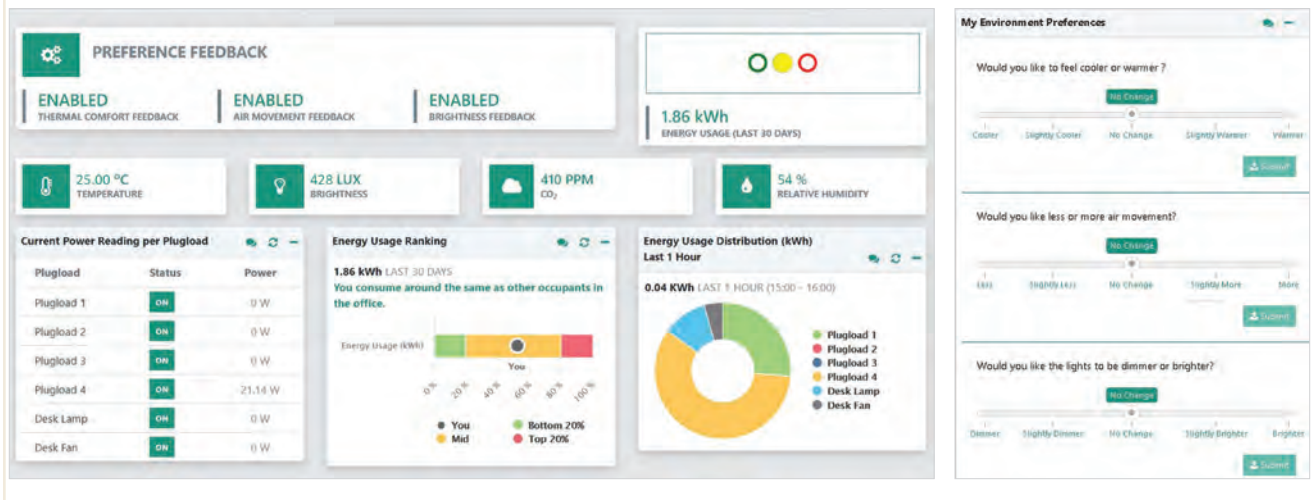 PREFERENCE FEEDBACK
ENABLED
THERMAL COMFORT FEEDBACK
ENABLED
AIR MOVEMENT FEEDBACK
ENABLED
BRIGHTNESS FEEDBACK
1.86 kWh
ENERGY USAGE (LAST 30 DAYS)
25.00 °C
TEMPERATURE
428 LUX
BRIGHTNESS
410 PPM
CO₂
54 %
RELATIVE HUMIDITY
Current Power Reading per Plugload
Plugload Status Power
Plugload 1 ON 0 W
Plugload 2 ON 0 W
Plugload 3 ON 0 W
Plugload 4 ON 21.14 W
Desk Lamp ON 0 W
Desk Fan ON 0 W
Energy Usage Ranking
1.86 kWh LAST 30 DAYS
You consume around the same as other occupants in
the office.
Energy Usage (kWh)
You
0 % 20 % 40 % 60 % 80 % 100 %
You Bottom 20%
Mid Top 20%
Energy Usage Distribution (kWh)
Last 1 Hour
0.04 KWh LAST 1 HOUR (15:00 - 16:00)
Plugload 1
Plugload 2
Plugload 3
Plugload 4
Desk Lamp
Desk Fan
My Environment Preferences
Would you like to feel cooler or warmer ?
No Change
Cooler Slightly Cooler No Change Slightly Warmer Warmer
Submit
Would you like less or more air movement?
No Change
Less Slightly Less No Change Slightly More More
Submit
Would you like the lights to be dimmer or brighter?
No Change
Dimmer Slightly Dimmer No Change Slightly Brighter Brighter
Submit